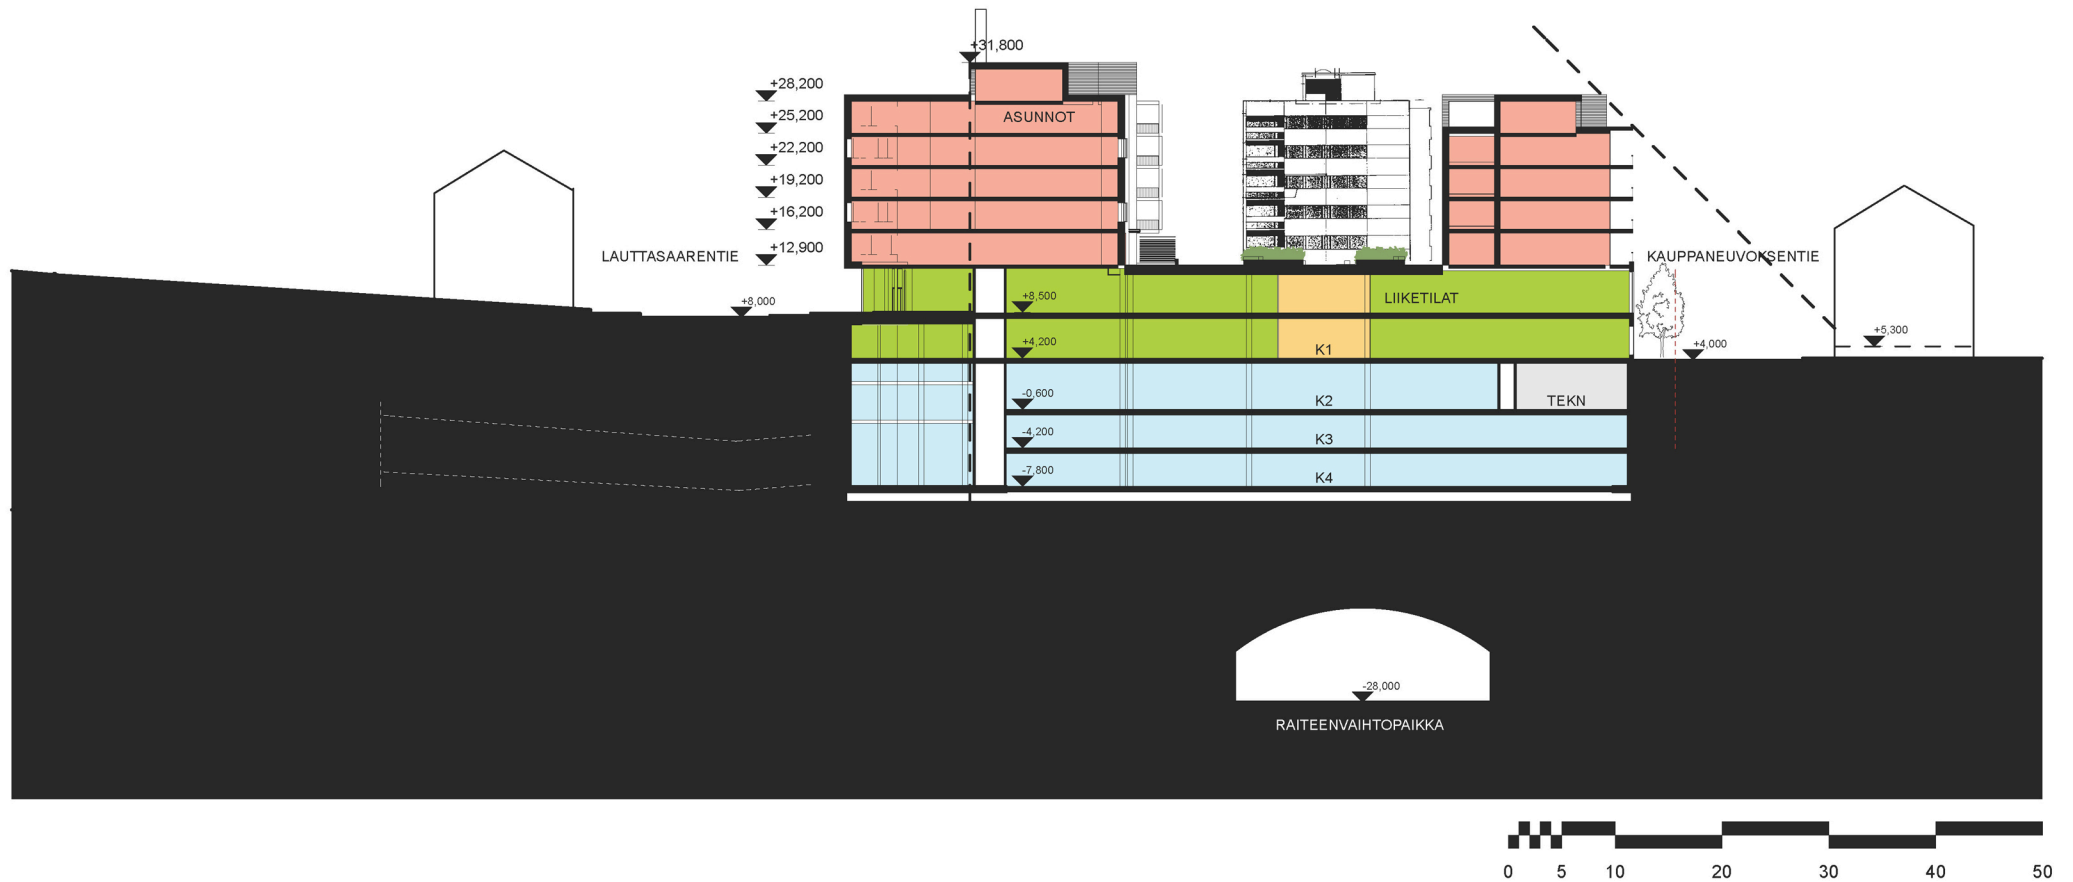 +31,800
+28,200
+25,200
ASUNNOT
+22,200
+19,200
+16,200
+12,900
LAUTTASAARENTIE
KAUPPANEUVOKSENTIE
+8,000
+8,500
LIIKETILAT
+5,300
+4,200
K1
+4,000
-0,600
K2
TEKN
-4,200
K3
-7,800
K4
-28,000
RAITEENVAIHTOPAIKKA
0 5 10 20 30 40 50